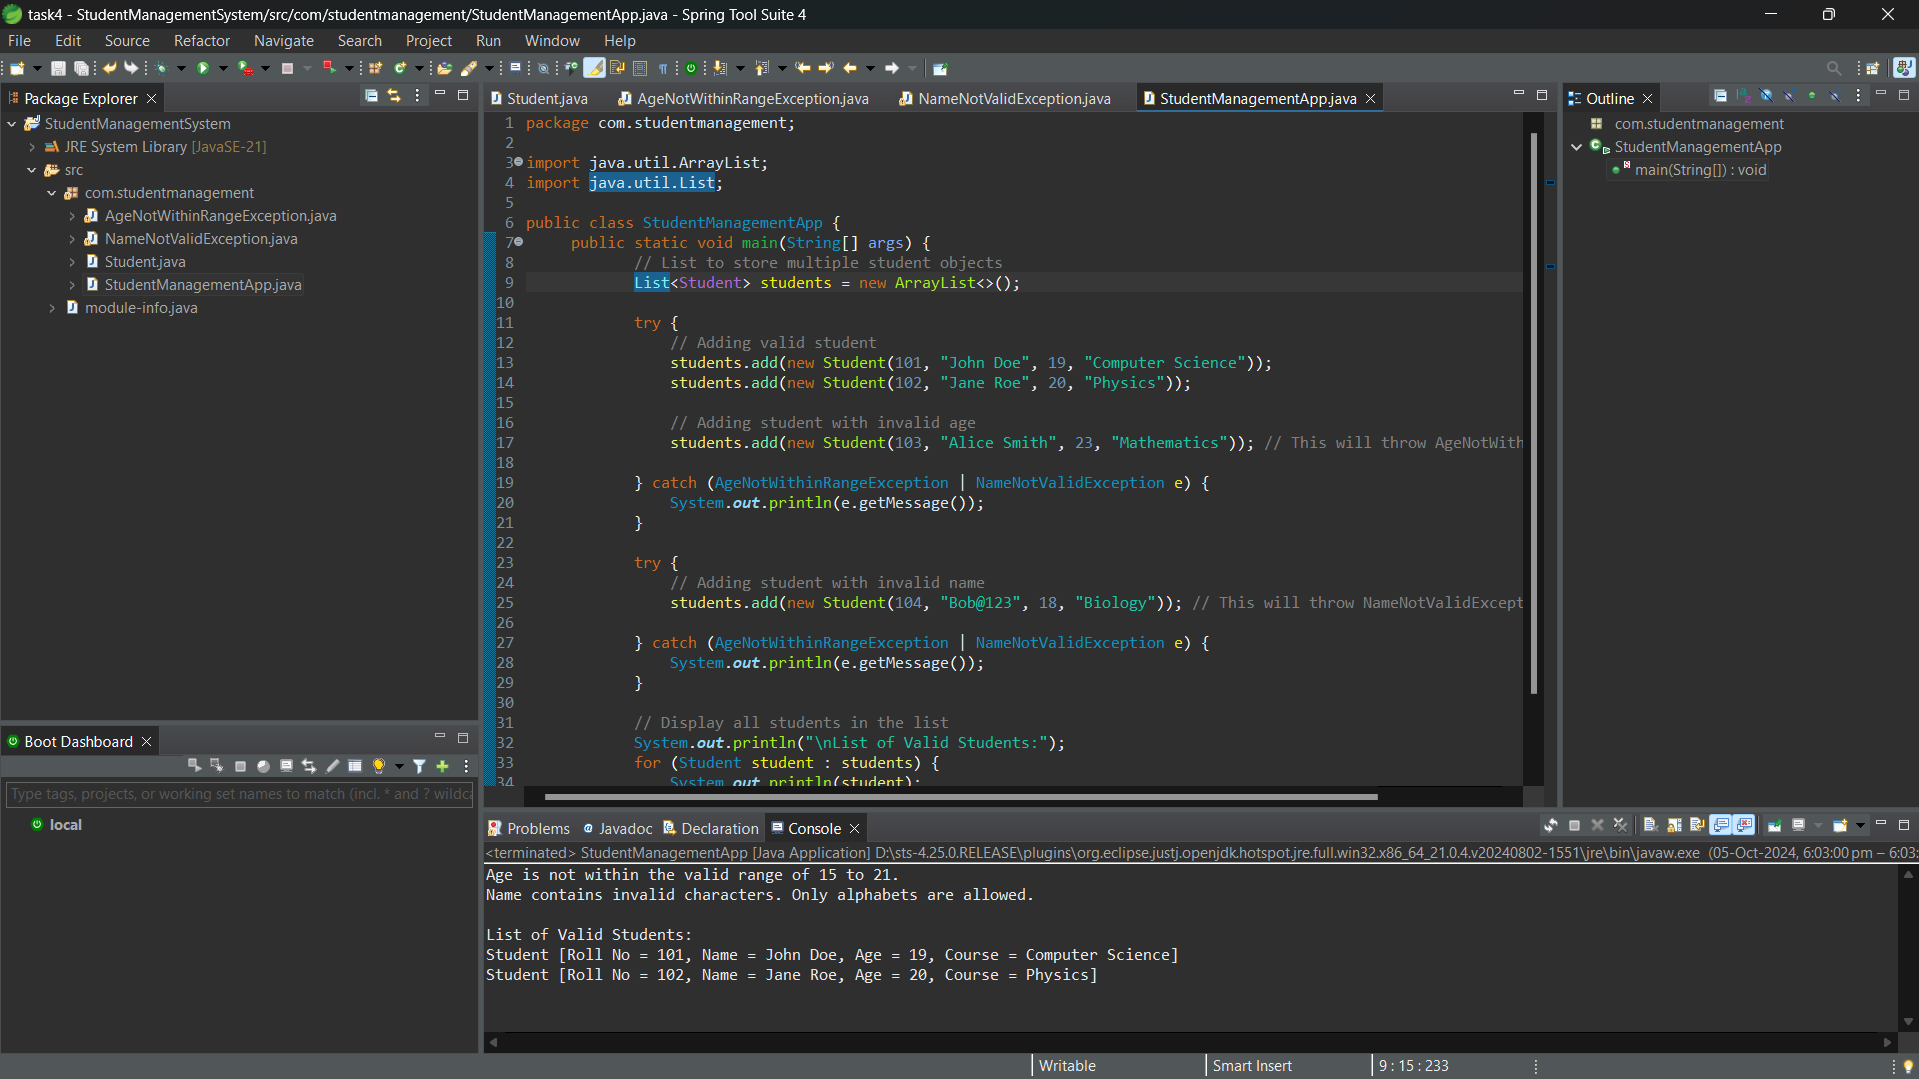 task4 - StudentManagementSystem/src/com/studentmanagement/StudentManagementApp.java - Spring Tool Suite 4
File Edit Source Refactor Navigate Search Project Run Window Help
Package Explorer
StudentManagementSystem
JRE System Library [JavaSE-21]
src
com.studentmanagement
AgeNotWithinRangeException.java
NameNotValidException.java
Student.java
StudentManagementApp.java
module-info.java
Boot Dashboard
Type tags, projects, or working set names to match (incl. * and ? wildca
local
Student.java AgeNotWithinRangeException.java NameNotValidException.java StudentManagementApp.java
1 package com.studentmanagement;
2
3 import java.util.ArrayList;
4 import java.util.List;
5
6 public class StudentManagementApp {
7 public static void main(String[] args) {
8 // List to store multiple student objects
9 List<Student> students = new ArrayList<>();
10
11 try {
12 // Adding valid student
13 students.add(new Student(101, "John Doe", 19, "Computer Science"));
14 students.add(new Student(102, "Jane Roe", 20, "Physics"));
15
16 // Adding student with invalid age
17 students.add(new Student(103, "Alice Smith", 23, "Mathematics")); // This will throw AgeNotWith
18
19 } catch (AgeNotWithinRangeException | NameNotValidException e) {
20 System.out.println(e.getMessage());
21 }
22
23 try {
24 // Adding student with invalid name
25 students.add(new Student(104, "Bob@123", 18, "Biology")); // This will throw NameNotValidExcept
26
27 } catch (AgeNotWithinRangeException | NameNotValidException e) {
28 System.out.println(e.getMessage());
29 }
30
31 // Display all students in the list
32 System.out.println("\nList of Valid Students:");
33 for (Student student : students) {
34 System.out.println(student);
Outline
com.studentmanagement
StudentManagementApp
main(String[]) : void
Problems Javadoc Declaration Console
<terminated> StudentManagementApp [Java Application] D:\sts-4.25.0.RELEASE\plugins\org.eclipse.justj.openjdk.hotspot.jre.full.win32.x86_64_21.0.4.v20240802-1551\jre\bin\javaw.exe (05-Oct-2024, 6:03:00 pm – 6:03:
Age is not within the valid range of 15 to 21.
Name contains invalid characters. Only alphabets are allowed.
List of Valid Students:
Student [Roll No = 101, Name = John Doe, Age = 19, Course = Computer Science]
Student [Roll No = 102, Name = Jane Roe, Age = 20, Course = Physics]
Writable Smart Insert 9 : 15 : 233